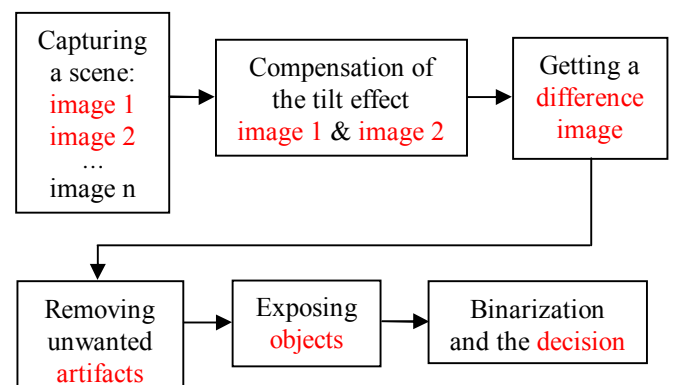 Capturing
a scene:
image 1
image 2
...
image n
Compensation of
the tilt effect
image 1 & image 2
Getting a
difference
image
Removing
unwanted
artifacts
Exposing
objects
Binarization
and the decision